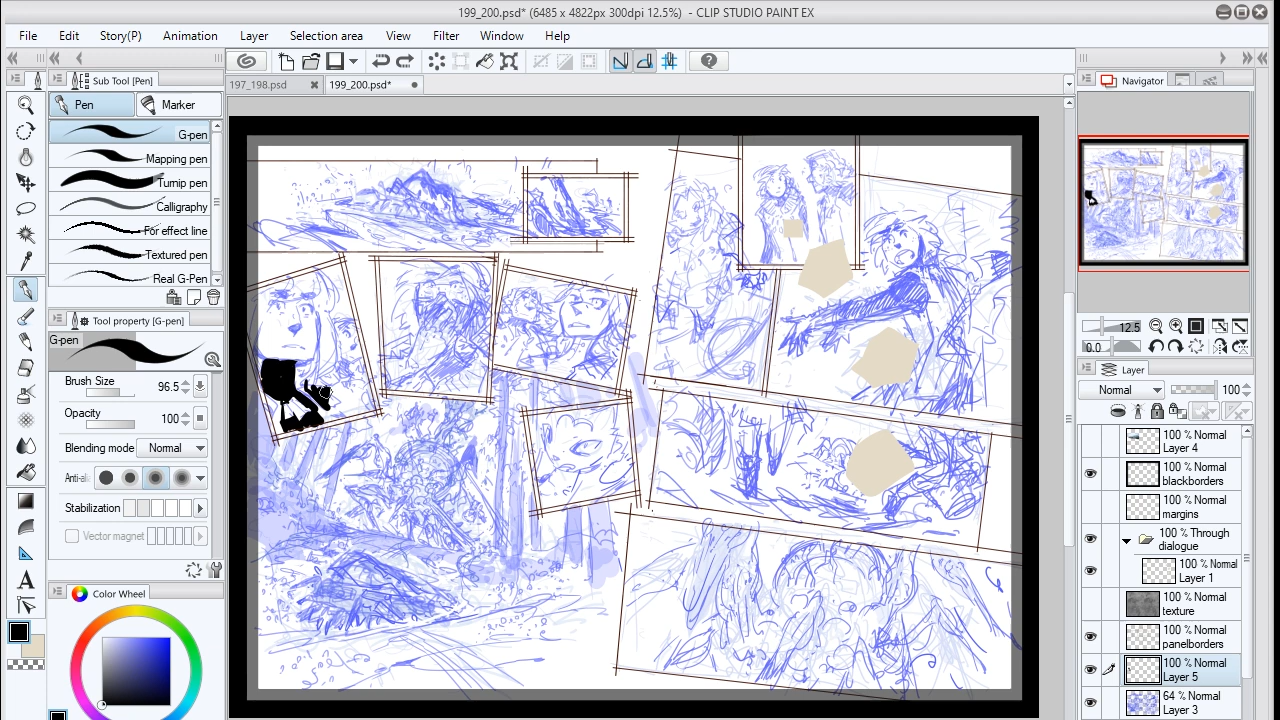 199_200.psd* (6485 x 4822px 300dpi 12.5%)  - CLIP STUDIO PAINT EX
File Edit Story(P) Animation Layer Selection area View Filter Window Help
Sub Tool [Pen]
197_198.psd
199_200.psd*
Navigator
Pen
Marker
G-pen
Mapping pen
Turnip pen
Calligraphy
For effect line
Textured pen
Real G-Pen
Tool property [G-pen]
G-pen
Brush Size 96.5
Opacity 100
Blending mode Normal
Anti-ali
Stabilization
Vector magnet
Color Wheel
12.5
0.0
Layer
Normal 100
100 % Normal
Layer 4
100 % Normal
blackborders
100 % Normal
margins
100 % Through
dialogue
100 % Normal
Layer 1
100 % Normal
texture
100 % Normal
panelborders
100 % Normal
Layer 5
64 % Normal
Layer 3